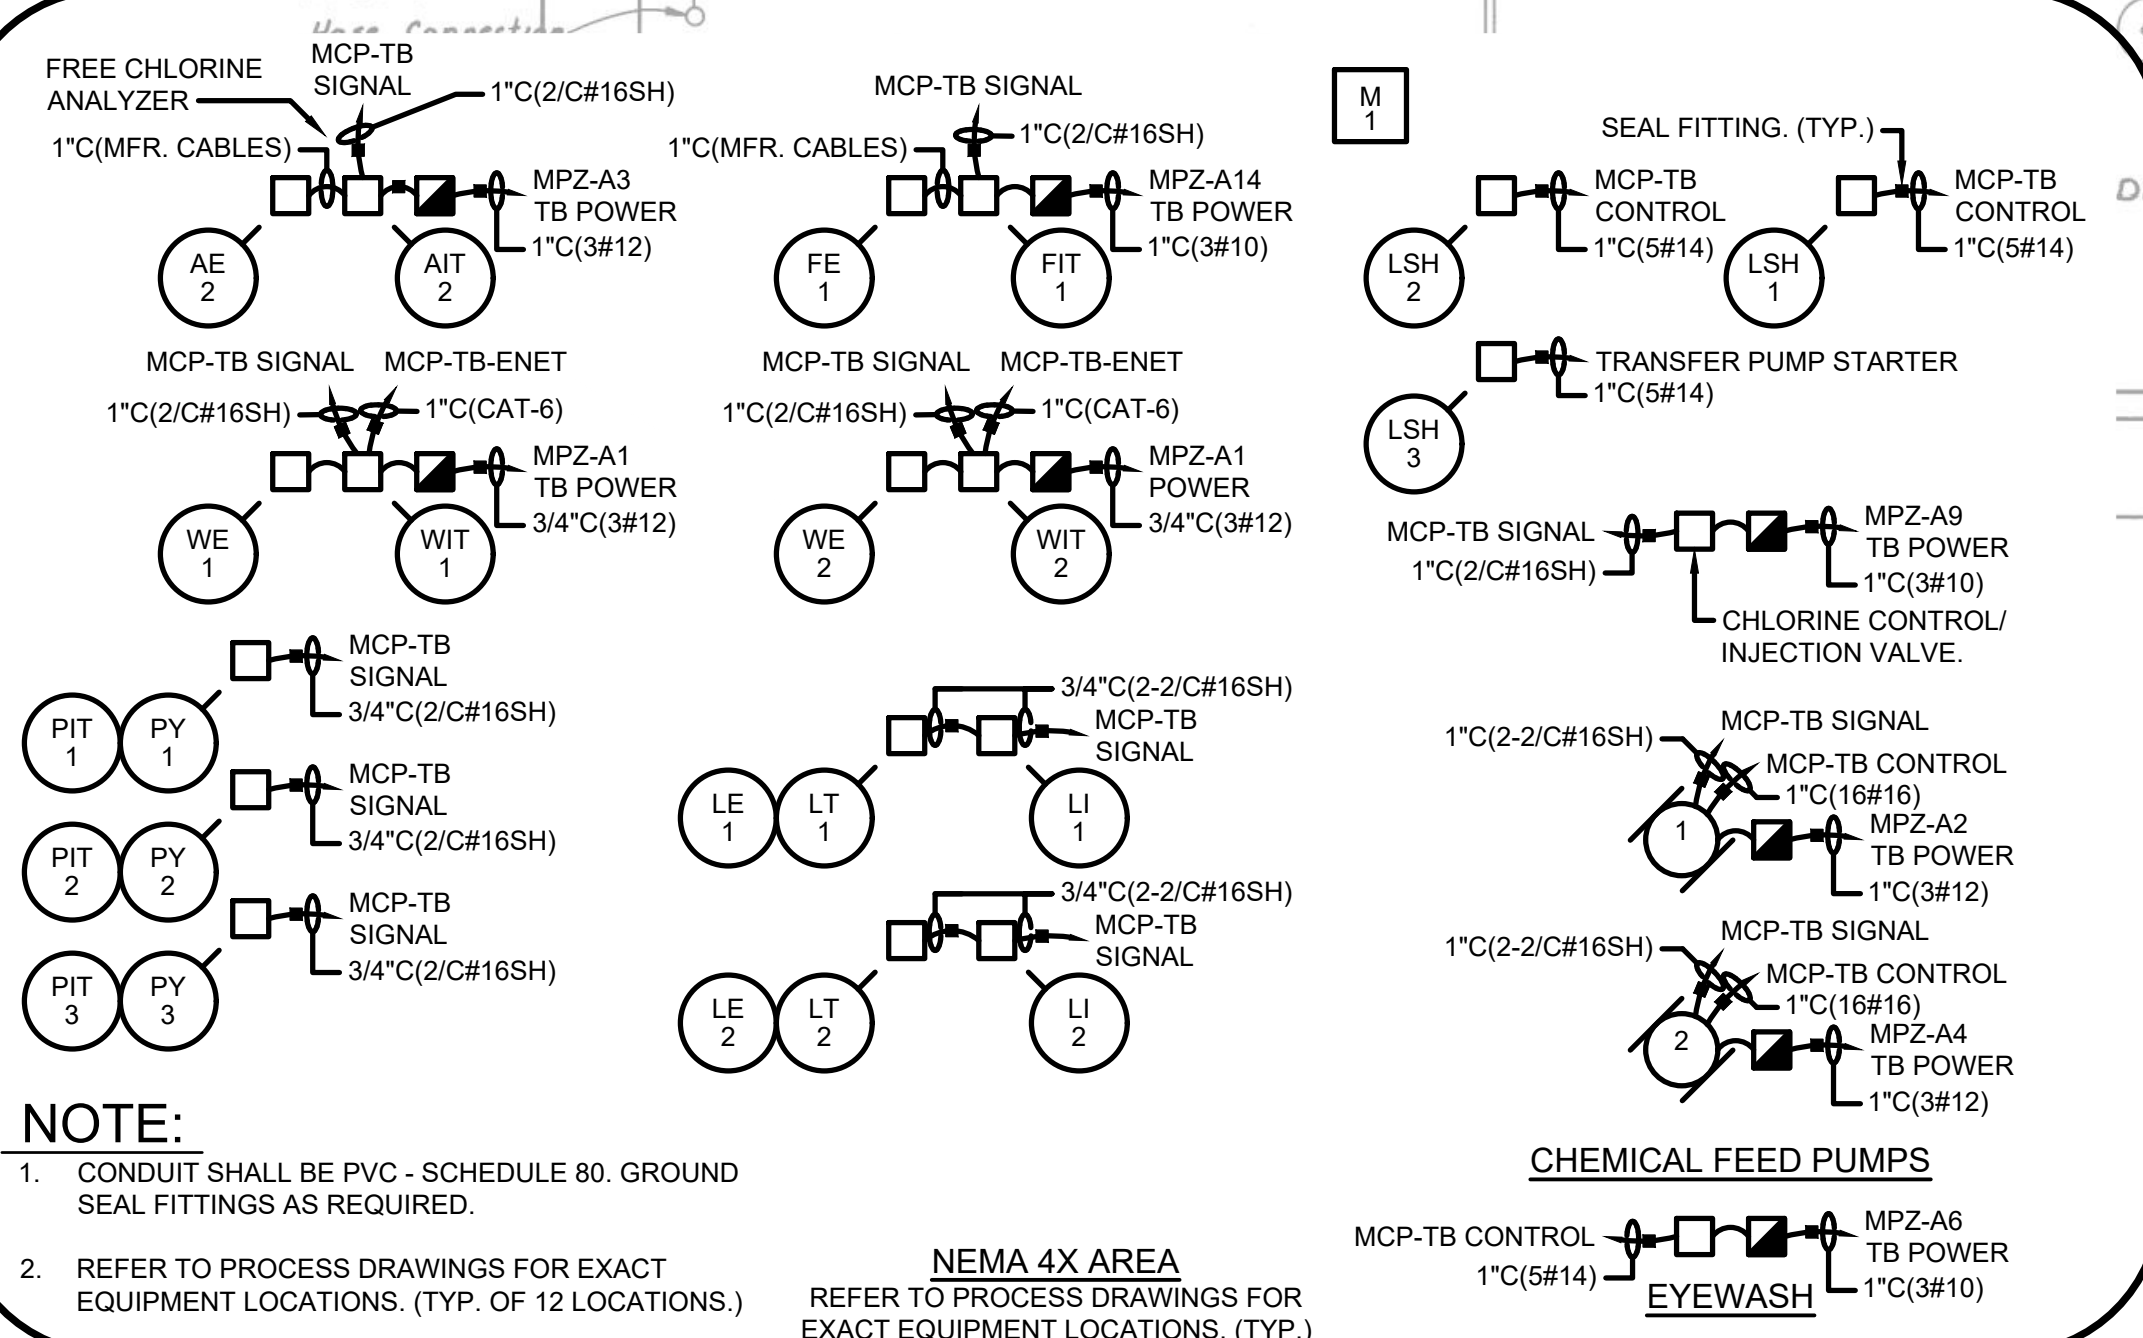 Hose Connection
FREE CHLORINE
ANALYZER
MCP-TB
SIGNAL
1"C(2/C#16SH)
1"C(MFR. CABLES)
MPZ-A3
TB POWER
1"C(3#12)
AE
2
AIT
2
MCP-TB SIGNAL
1"C(2/C#16SH)
1"C(MFR. CABLES)
MPZ-A14
TB POWER
1"C(3#10)
FE
1
FIT
1
M
1
SEAL FITTING. (TYP.)
MCP-TB
CONTROL
1"C(5#14)
LSH
2
MCP-TB
CONTROL
1"C(5#14)
LSH
1
MCP-TB SIGNAL
MCP-TB-ENET
1"C(2/C#16SH)
1"C(CAT-6)
MPZ-A1
TB POWER
3/4"C(3#12)
WE
1
WIT
1
MCP-TB SIGNAL
MCP-TB-ENET
1"C(2/C#16SH)
1"C(CAT-6)
MPZ-A1
POWER
3/4"C(3#12)
WE
2
WIT
2
TRANSFER PUMP STARTER
1"C(5#14)
LSH
3
MCP-TB SIGNAL
1"C(2/C#16SH)
MPZ-A9
TB POWER
1"C(3#10)
CHLORINE CONTROL/
INJECTION VALVE.
MCP-TB
SIGNAL
3/4"C(2/C#16SH)
PIT
1
PY
1
MCP-TB
SIGNAL
3/4"C(2/C#16SH)
PIT
2
PY
2
MCP-TB
SIGNAL
3/4"C(2/C#16SH)
PIT
3
PY
3
3/4"C(2-2/C#16SH)
MCP-TB
SIGNAL
LE
1
LT
1
LI
1
3/4"C(2-2/C#16SH)
MCP-TB
SIGNAL
LE
2
LT
2
LI
2
MCP-TB SIGNAL
1"C(2-2/C#16SH)
MCP-TB CONTROL
1"C(16#16)
1
MPZ-A2
TB POWER
1"C(3#12)
MCP-TB SIGNAL
1"C(2-2/C#16SH)
MCP-TB CONTROL
1"C(16#16)
2
MPZ-A4
TB POWER
1"C(3#12)
CHEMICAL FEED PUMPS
MCP-TB CONTROL
1"C(5#14)
MPZ-A6
TB POWER
1"C(3#10)
EYEWASH
NOTE:
1. CONDUIT SHALL BE PVC - SCHEDULE 80. GROUND
SEAL FITTINGS AS REQUIRED.
2. REFER TO PROCESS DRAWINGS FOR EXACT
EQUIPMENT LOCATIONS. (TYP. OF 12 LOCATIONS.)
NEMA 4X AREA
REFER TO PROCESS DRAWINGS FOR
EXACT EQUIPMENT LOCATIONS. (TYP.)